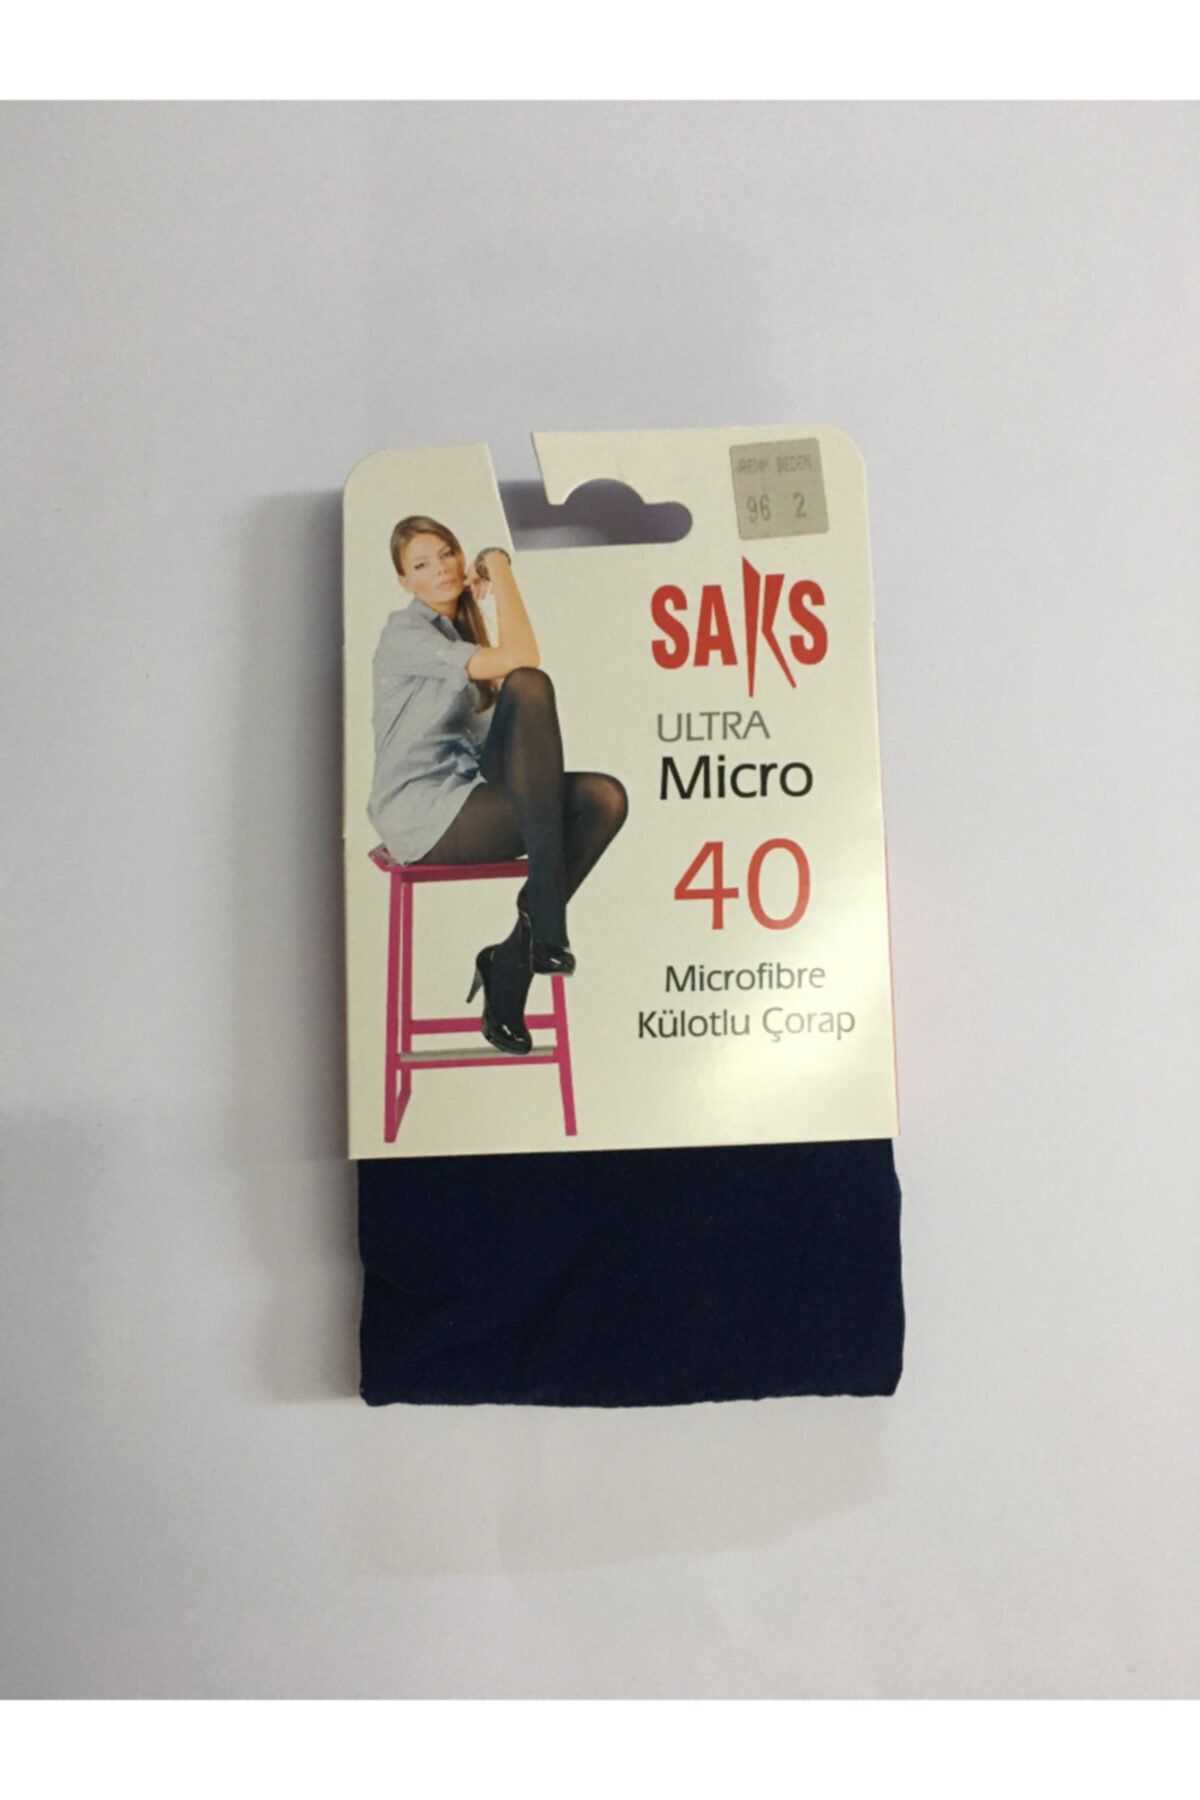 RENK BEDEN
96 2
SAKS
ULTRA
Micro
40
Microfibre
Külotlu Çorap